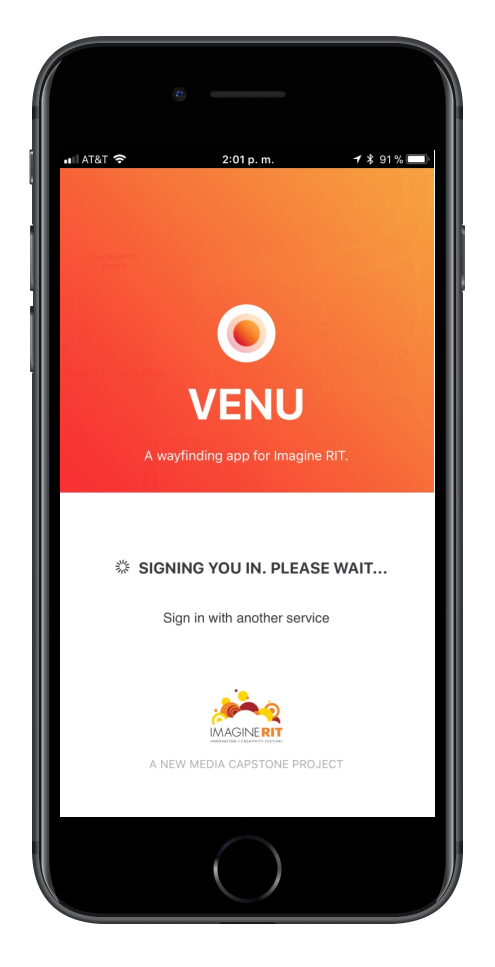 AT&T
2:01 p. m.
91 %
Conference
Room
VENU
A wayfinding app for Imagine RIT.
SIGNING YOU IN. PLEASE WAIT...
Sign in with another service
IMAGINE RIT
INNOVATION + CREATIVITY FESTIVAL
A NEW MEDIA CAPSTONE PROJECT